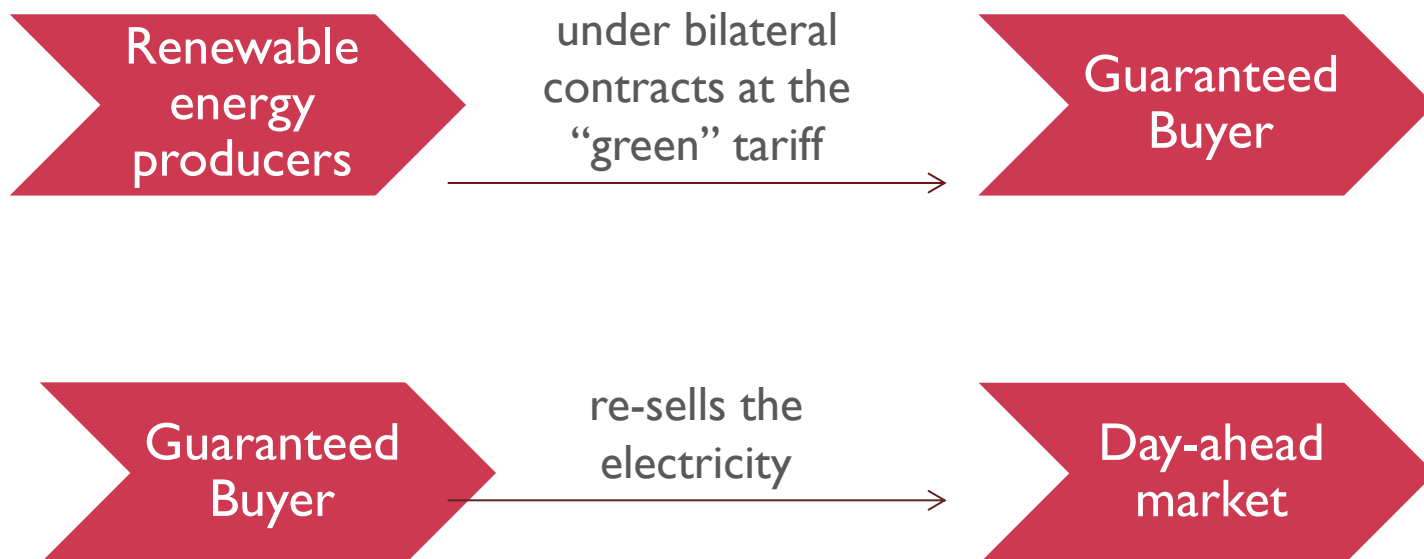 Renewable
energy
producers
under bilateral
contracts at the
“green” tariff
Guaranteed
Buyer
Guaranteed
Buyer
re-sells the
electricity
Day-ahead
market